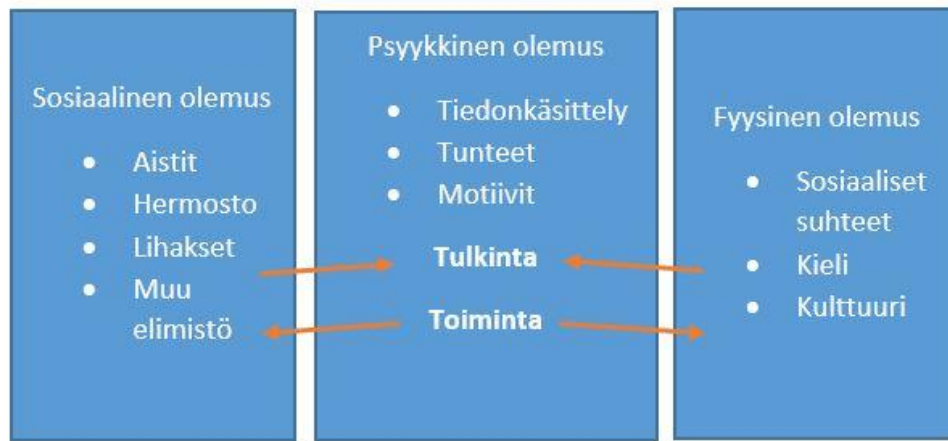 Sosiaalinen olemus
Aistit
Hermosto
Lihakset
Muu
elimistö
Psyykkinen olemus
Tiedonkäsittely
Tunteet
Motiivit
Tulkinta
Toiminta
Fyysinen olemus
Sosiaaliset
suhteet
Kieli
Kulttuuri